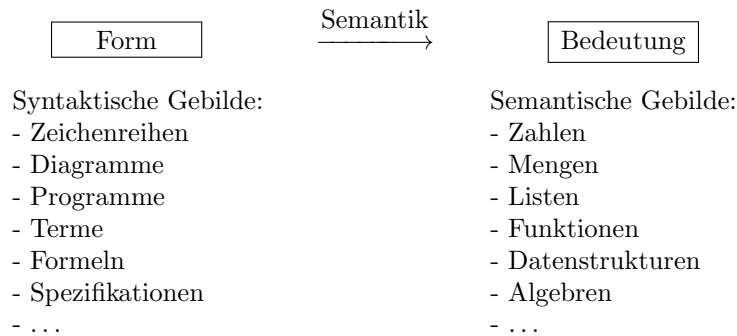 Semantik
Form
Bedeutung
Syntaktische Gebilde:
- Zeichenreihen
- Diagramme
- Programme
- Terme
- Formeln
- Spezifikationen
- . . .
Semantische Gebilde:
- Zahlen
- Mengen
- Listen
- Funktionen
- Datenstrukturen
- Algebren
- . . .